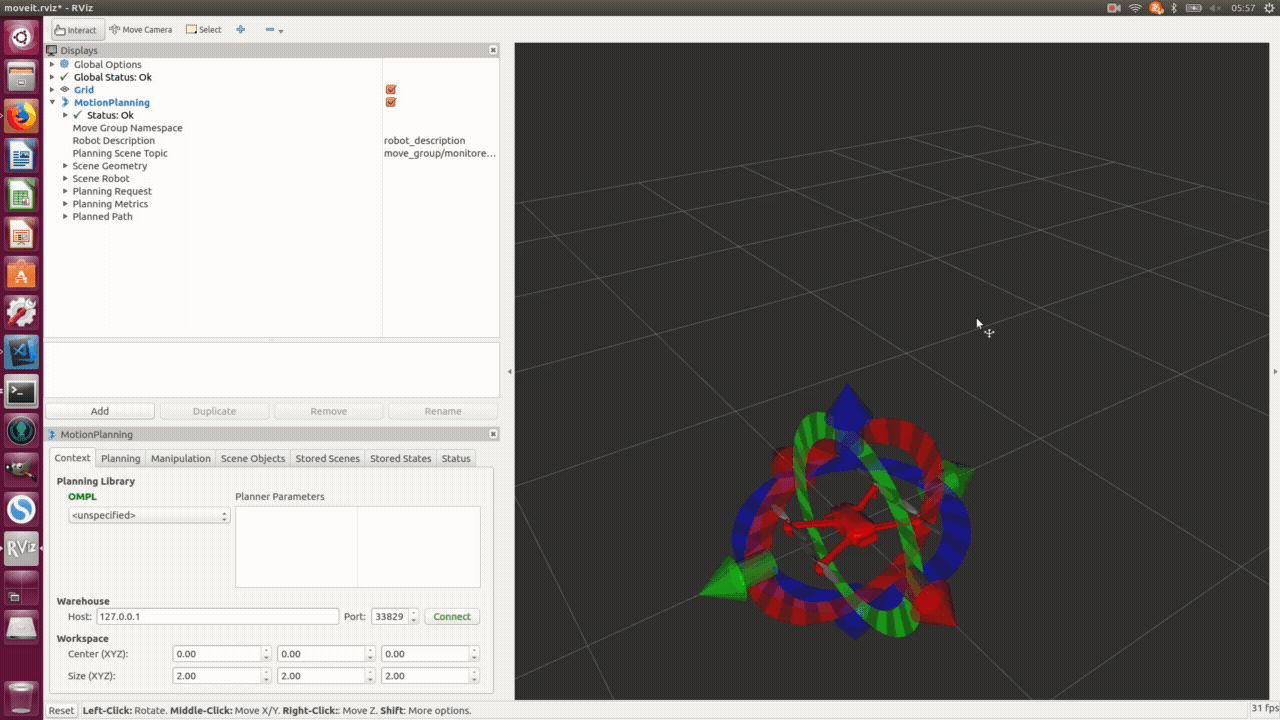 moveit.rviz* - RViz
05:57
Interact Move Camera Select
Displays
Global Options
Global Status: Ok
Grid
MotionPlanning
Status: Ok
Move Group Namespace
Robot Description robot_description
Planning Scene Topic move_group/monitore...
Scene Geometry
Scene Robot
Planning Request
Planning Metrics
Planned Path
Add Duplicate Remove Rename
MotionPlanning
Context Planning Manipulation Scene Objects Stored Scenes Stored States Status
Planning Library
OMPL Planner Parameters
<unspecified>
Warehouse
Host: 127.0.0.1 Port: 33829 Connect
Workspace
Center (XYZ): 0.00 0.00 0.00
Size (XYZ): 2.00 2.00 2.00
Reset Left-Click: Rotate. Middle-Click: Move X/Y. Right-Click:: Move Z. Shift: More options. 31 fps
RViz